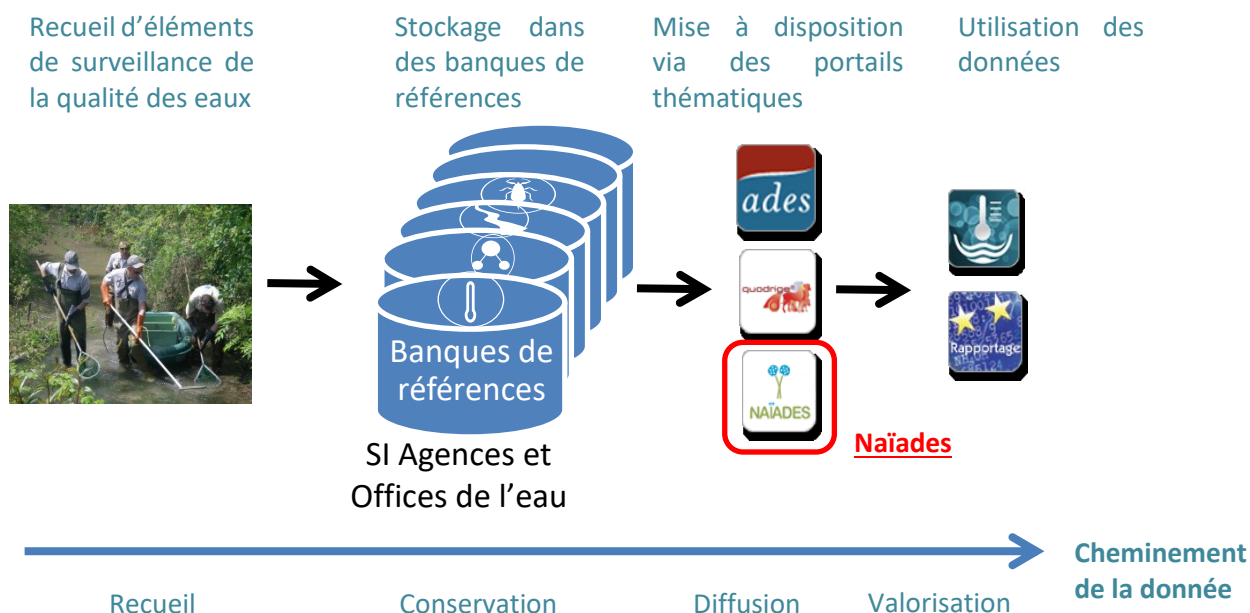 Recueil d'éléments
de surveillance de
la qualité des eaux
Stockage dans
des banques de
références
Mise à disposition
via des portails
thématiques
Utilisation des
données
ades
quadrige
NAÏADES
Rapportage
Banques de
références
SI Agences et
Offices de l'eau
Naïades
Cheminement
de la donnée
Recueil
Conservation
Diffusion
Valorisation